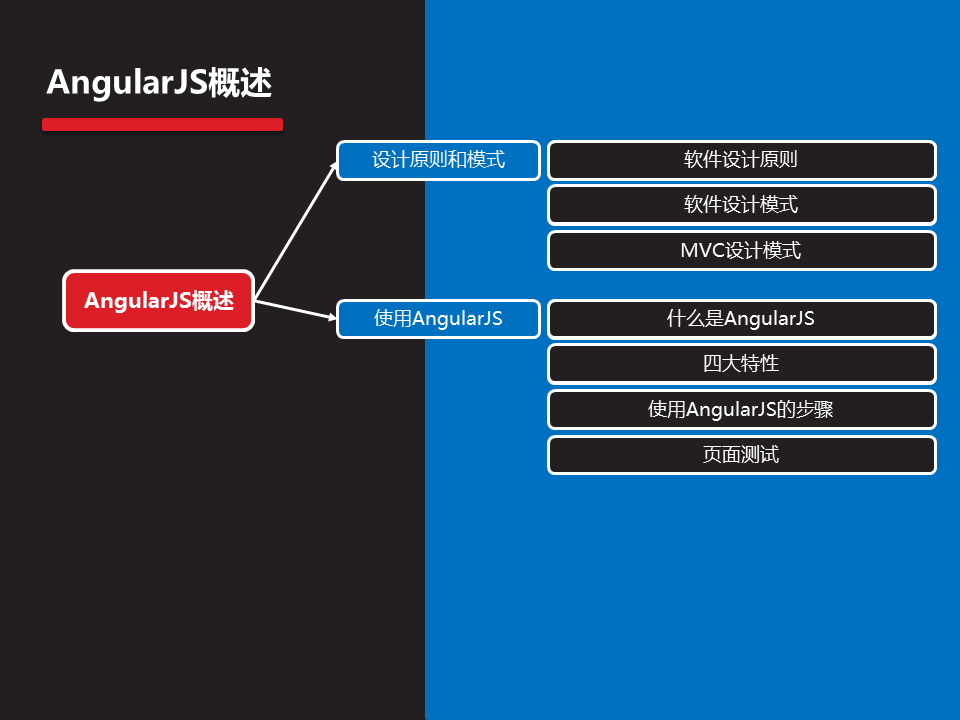 AngularJS概述
设计原则和模式
软件设计原则
软件设计模式
MVC设计模式
AngularJS概述
使用AngularJS
什么是AngularJS
四大特性
使用AngularJS的步骤
页面测试